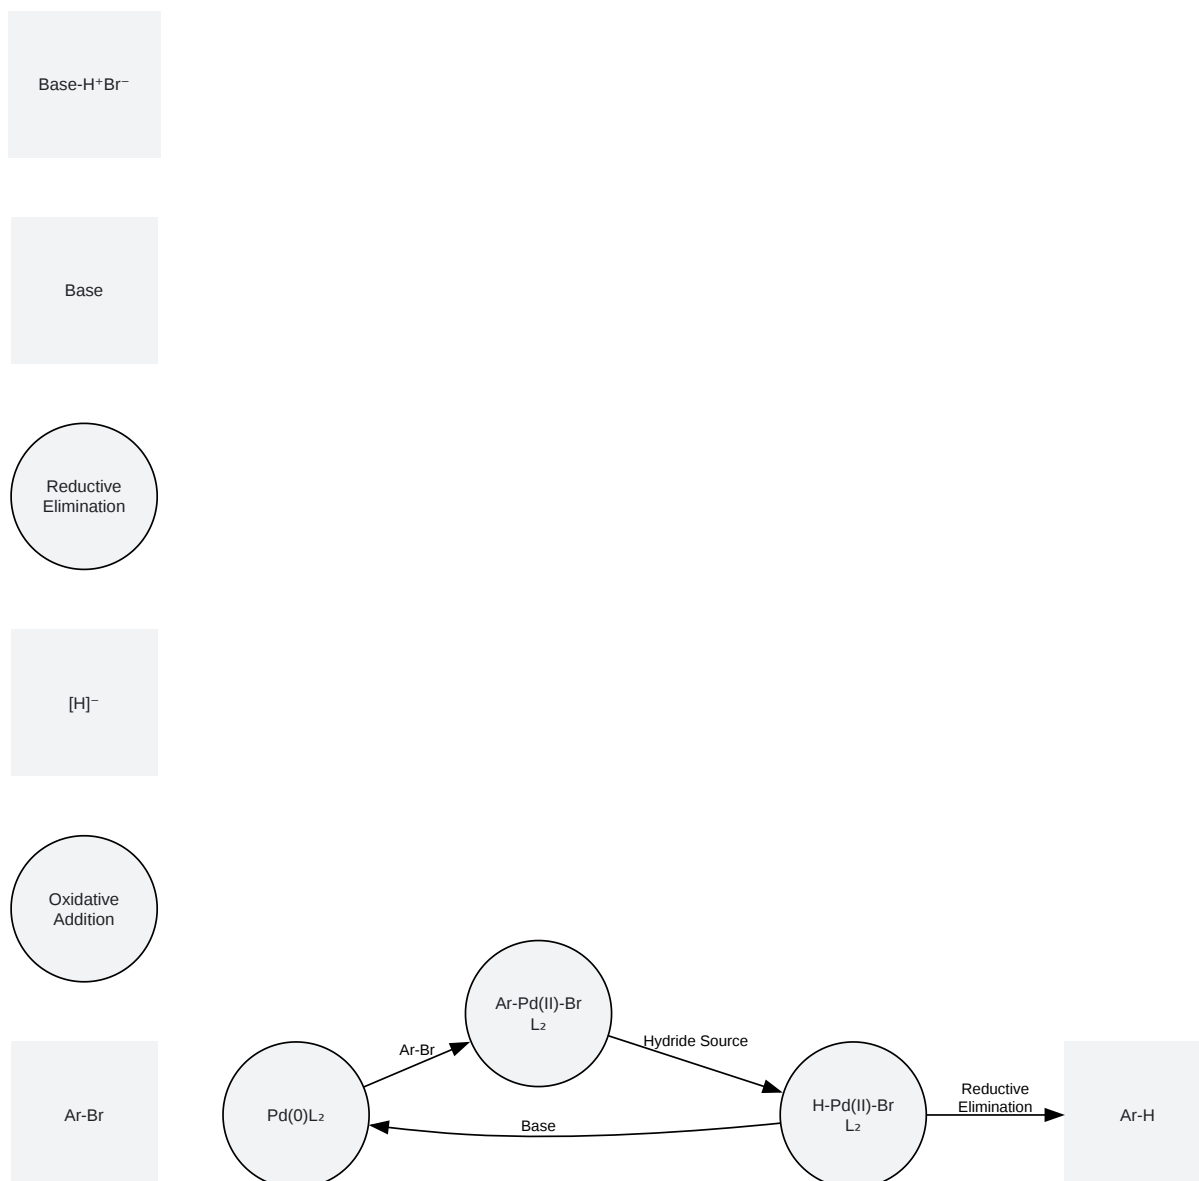 Base-H⁺Br⁻
Base
Reductive
Elimination
[H]⁻
Oxidative
Addition
Ar-Pd(II)-Br
L₂
Hydride Source
Ar-Br
Reductive
Elimination
H-Pd(II)-Br
L₂
Ar-Br
Pd(0)L₂
Base
Ar-H